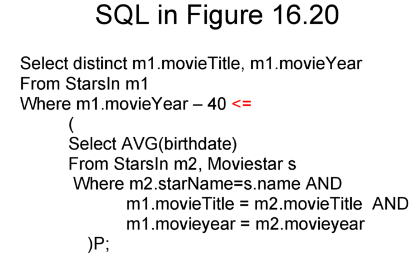 SQL in Figure 16.20
Select distinct m1.movieTitle, m1.movieYear
From StarsIn m1
Where m1.movieYear – 40 <=
(
Select AVG(birthdate)
From StarsIn m2, Moviestar s
Where m2.starName=s.name AND
m1.movieTitle = m2.movieTitle AND
m1.movieyear = m2.movieyear
)P;